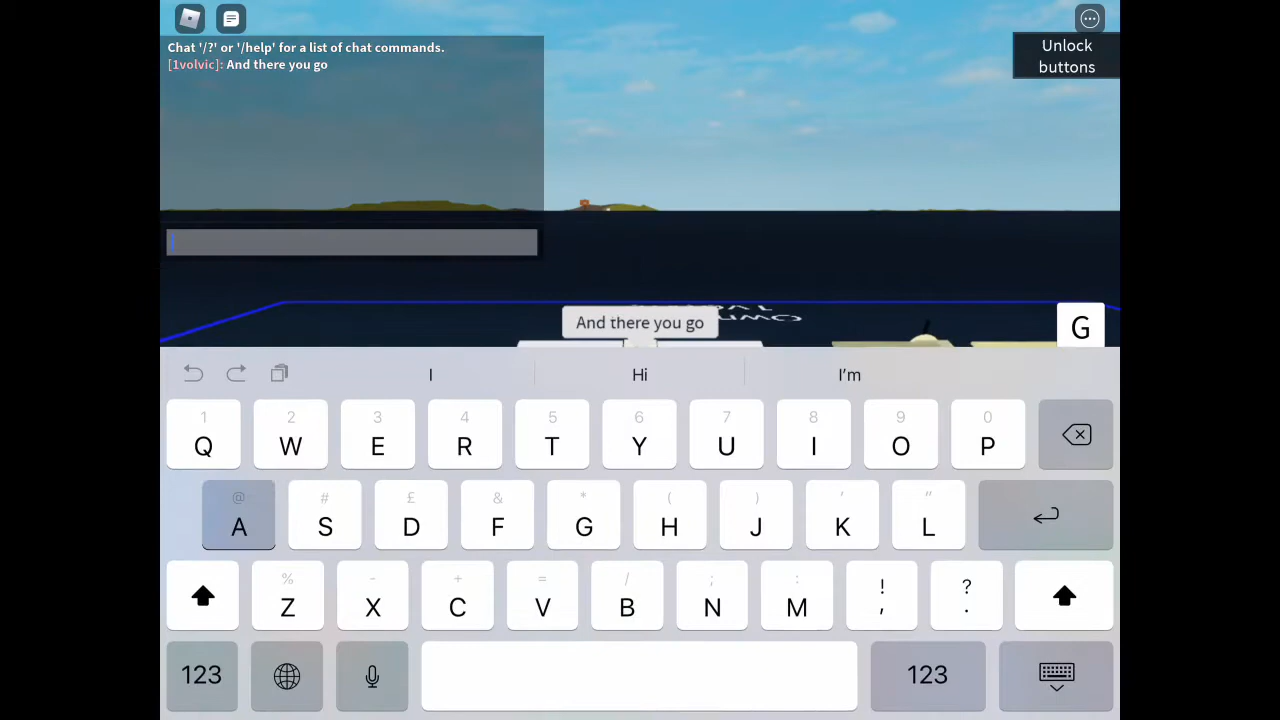 Chat '/?' or '/help' for a list of chat commands.
[1volvic]: And there you go
Unlock
buttons
And there you go
G
I Hi I'm
1 2 3 4 5 6 7 8 9 0
Q W E R T Y U I O P
@ # £ & * ( ) ' "
A S D F G H J K L
% - + = / ; : ! ?
Z X C V B N M , .
123 123